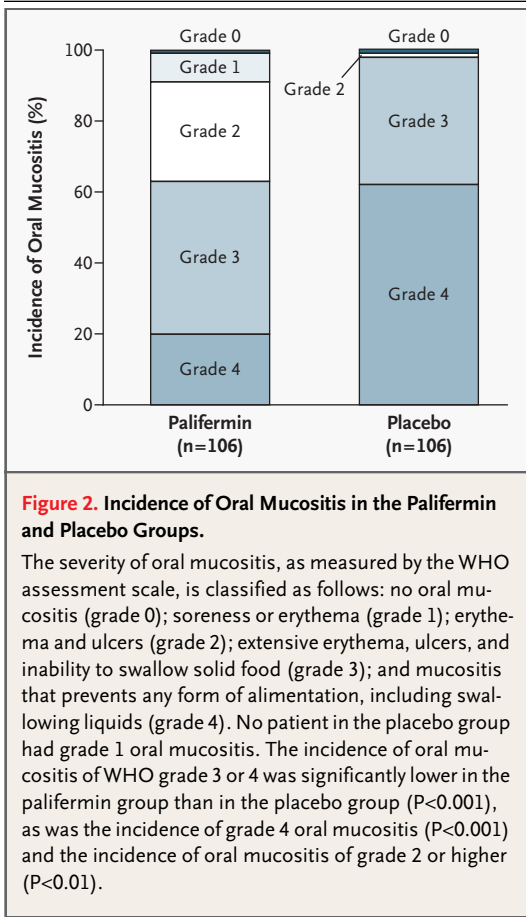 Grade 0 Grade 0
100
Grade 1
Grade 2
80
Grade 2
Grade 3
60
Grade 3
40
Grade 4
20
Grade 4
0
Incidence of Oral Mucositis (%)
Palifermin Placebo
(n=106) (n=106)
Figure 2. Incidence of Oral Mucositis in the Palifermin
and Placebo Groups.
The severity of oral mucositis, as measured by the WHO
assessment scale, is classified as follows: no oral mu-
cositis (grade 0); soreness or erythema (grade 1); erythe-
ma and ulcers (grade 2); extensive erythema, ulcers, and
inability to swallow solid food (grade 3); and mucositis
that prevents any form of alimentation, including swal-
lowing liquids (grade 4). No patient in the placebo group
had grade 1 oral mucositis. The incidence of oral mu-
cositis of WHO grade 3 or 4 was significantly lower in the
palifermin group than in the placebo group (P<0.001),
as was the incidence of grade 4 oral mucositis (P<0.001)
and the incidence of oral mucositis of grade 2 or higher
(P<0.01).